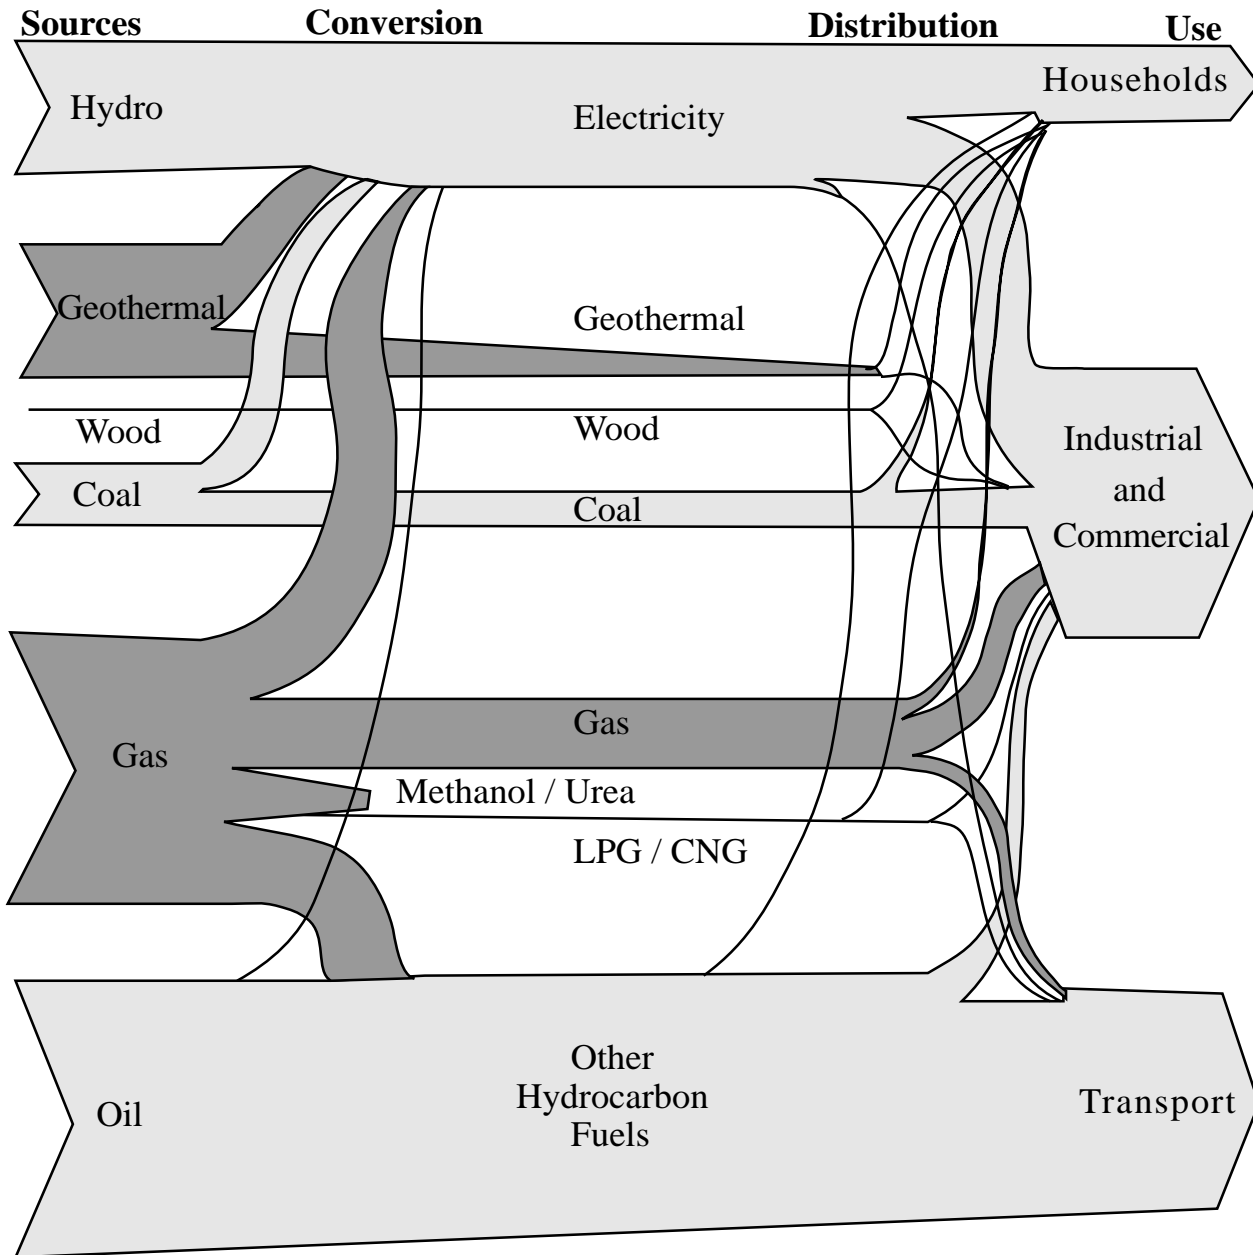 Sources
Conversion
Distribution
Use
Hydro
Electricity
Households
Geothermal
Geothermal
Wood
Wood
Coal
Coal
Industrial
and
Commercial
Gas
Gas
Methanol / Urea
LPG / CNG
Oil
Other
Hydrocarbon
Fuels
Transport